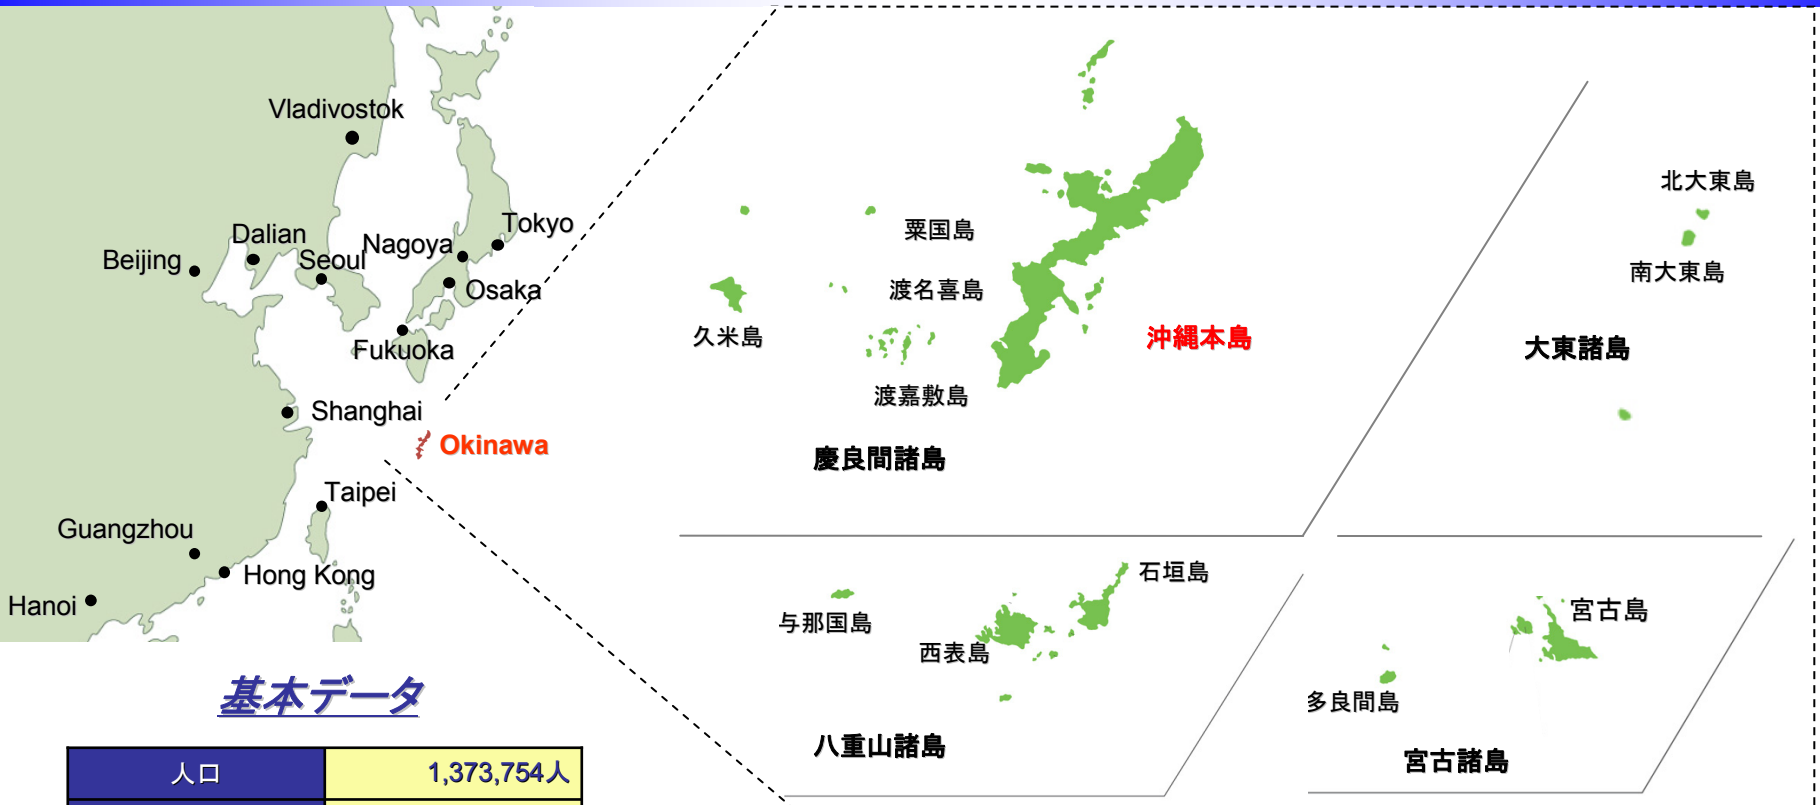 Vladivostok
Tokyo
Dalian
Nagoya
Beijing
Seoul
Osaka
Fukuoka
Shanghai
Okinawa
Taipei
Guangzhou
Hong Kong
Hanoi
粟国島
渡名喜島
久米島
沖縄本島
渡嘉敷島
慶良間諸島
北大東島
南大東島
大東諸島
石垣島
与那国島
西表島
八重山諸島
宮古島
多良間島
宮古諸島
基本データ
人口 1,373,754人